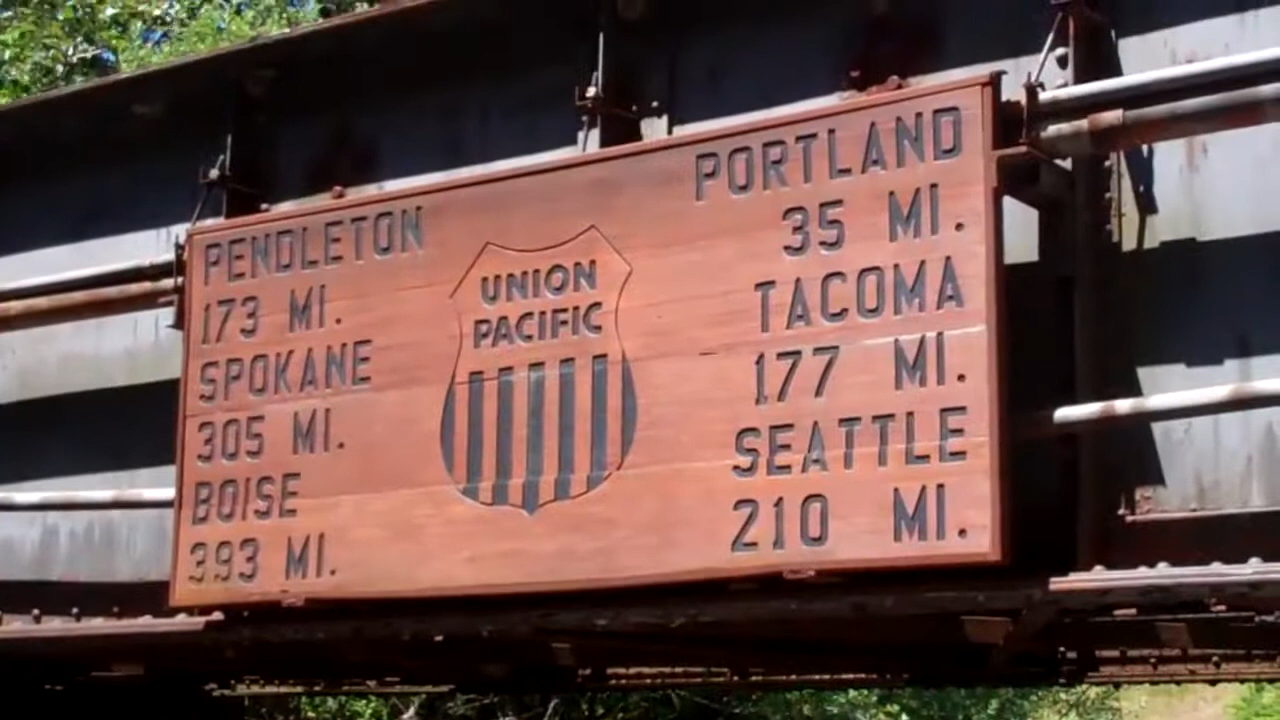 PENDLETON
173 MI.
SPOKANE
305 MI.
BOISE
393 MI.
UNION
PACIFIC
PORTLAND
35 MI.
TACOMA
177 MI.
SEATTLE
210 MI.